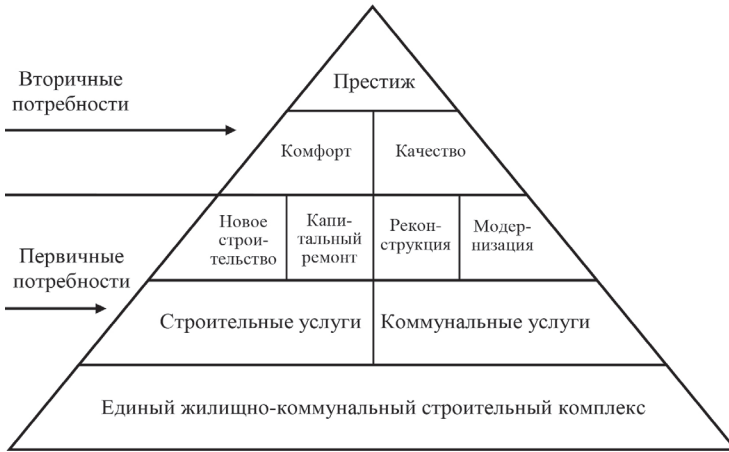 Престиж
Вторичные
потребности
Комфорт
Качество
Новое
строи-
тельство
Капи-
тальный
ремонт
Рекон-
струкция
Модер-
низация
Первичные
потребности
Строительные услуги
Коммунальные услуги
Единый жилищно-коммунальный строительный комплекс